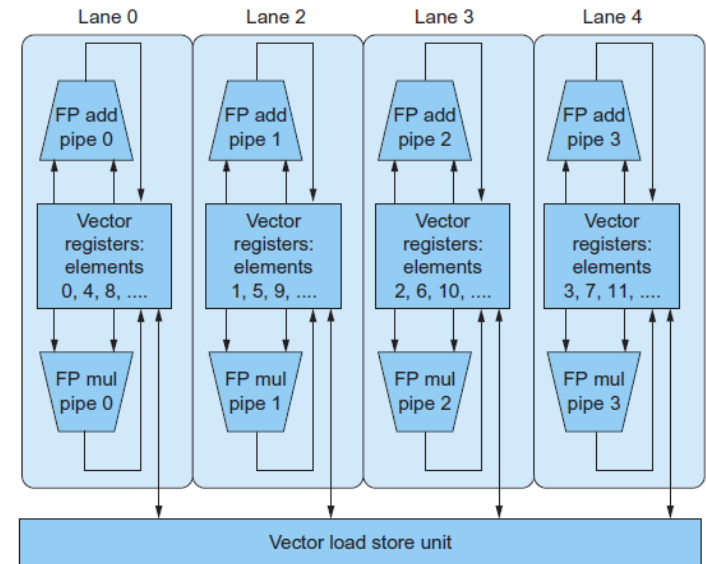 Lane 0
Lane 2
Lane 3
Lane 4
FP add
pipe 0
FP add
pipe 1
FP add
pipe 2
FP add
pipe 3
Vector
registers:
elements
0, 4, 8, ....
Vector
registers:
elements
1, 5, 9, ....
Vector
registers:
elements
2, 6, 10, ....
Vector
registers:
elements
3, 7, 11, ....
FP mul
pipe 0
FP mul
pipe 1
FP mul
pipe 2
FP mul
pipe 3
Vector load store unit